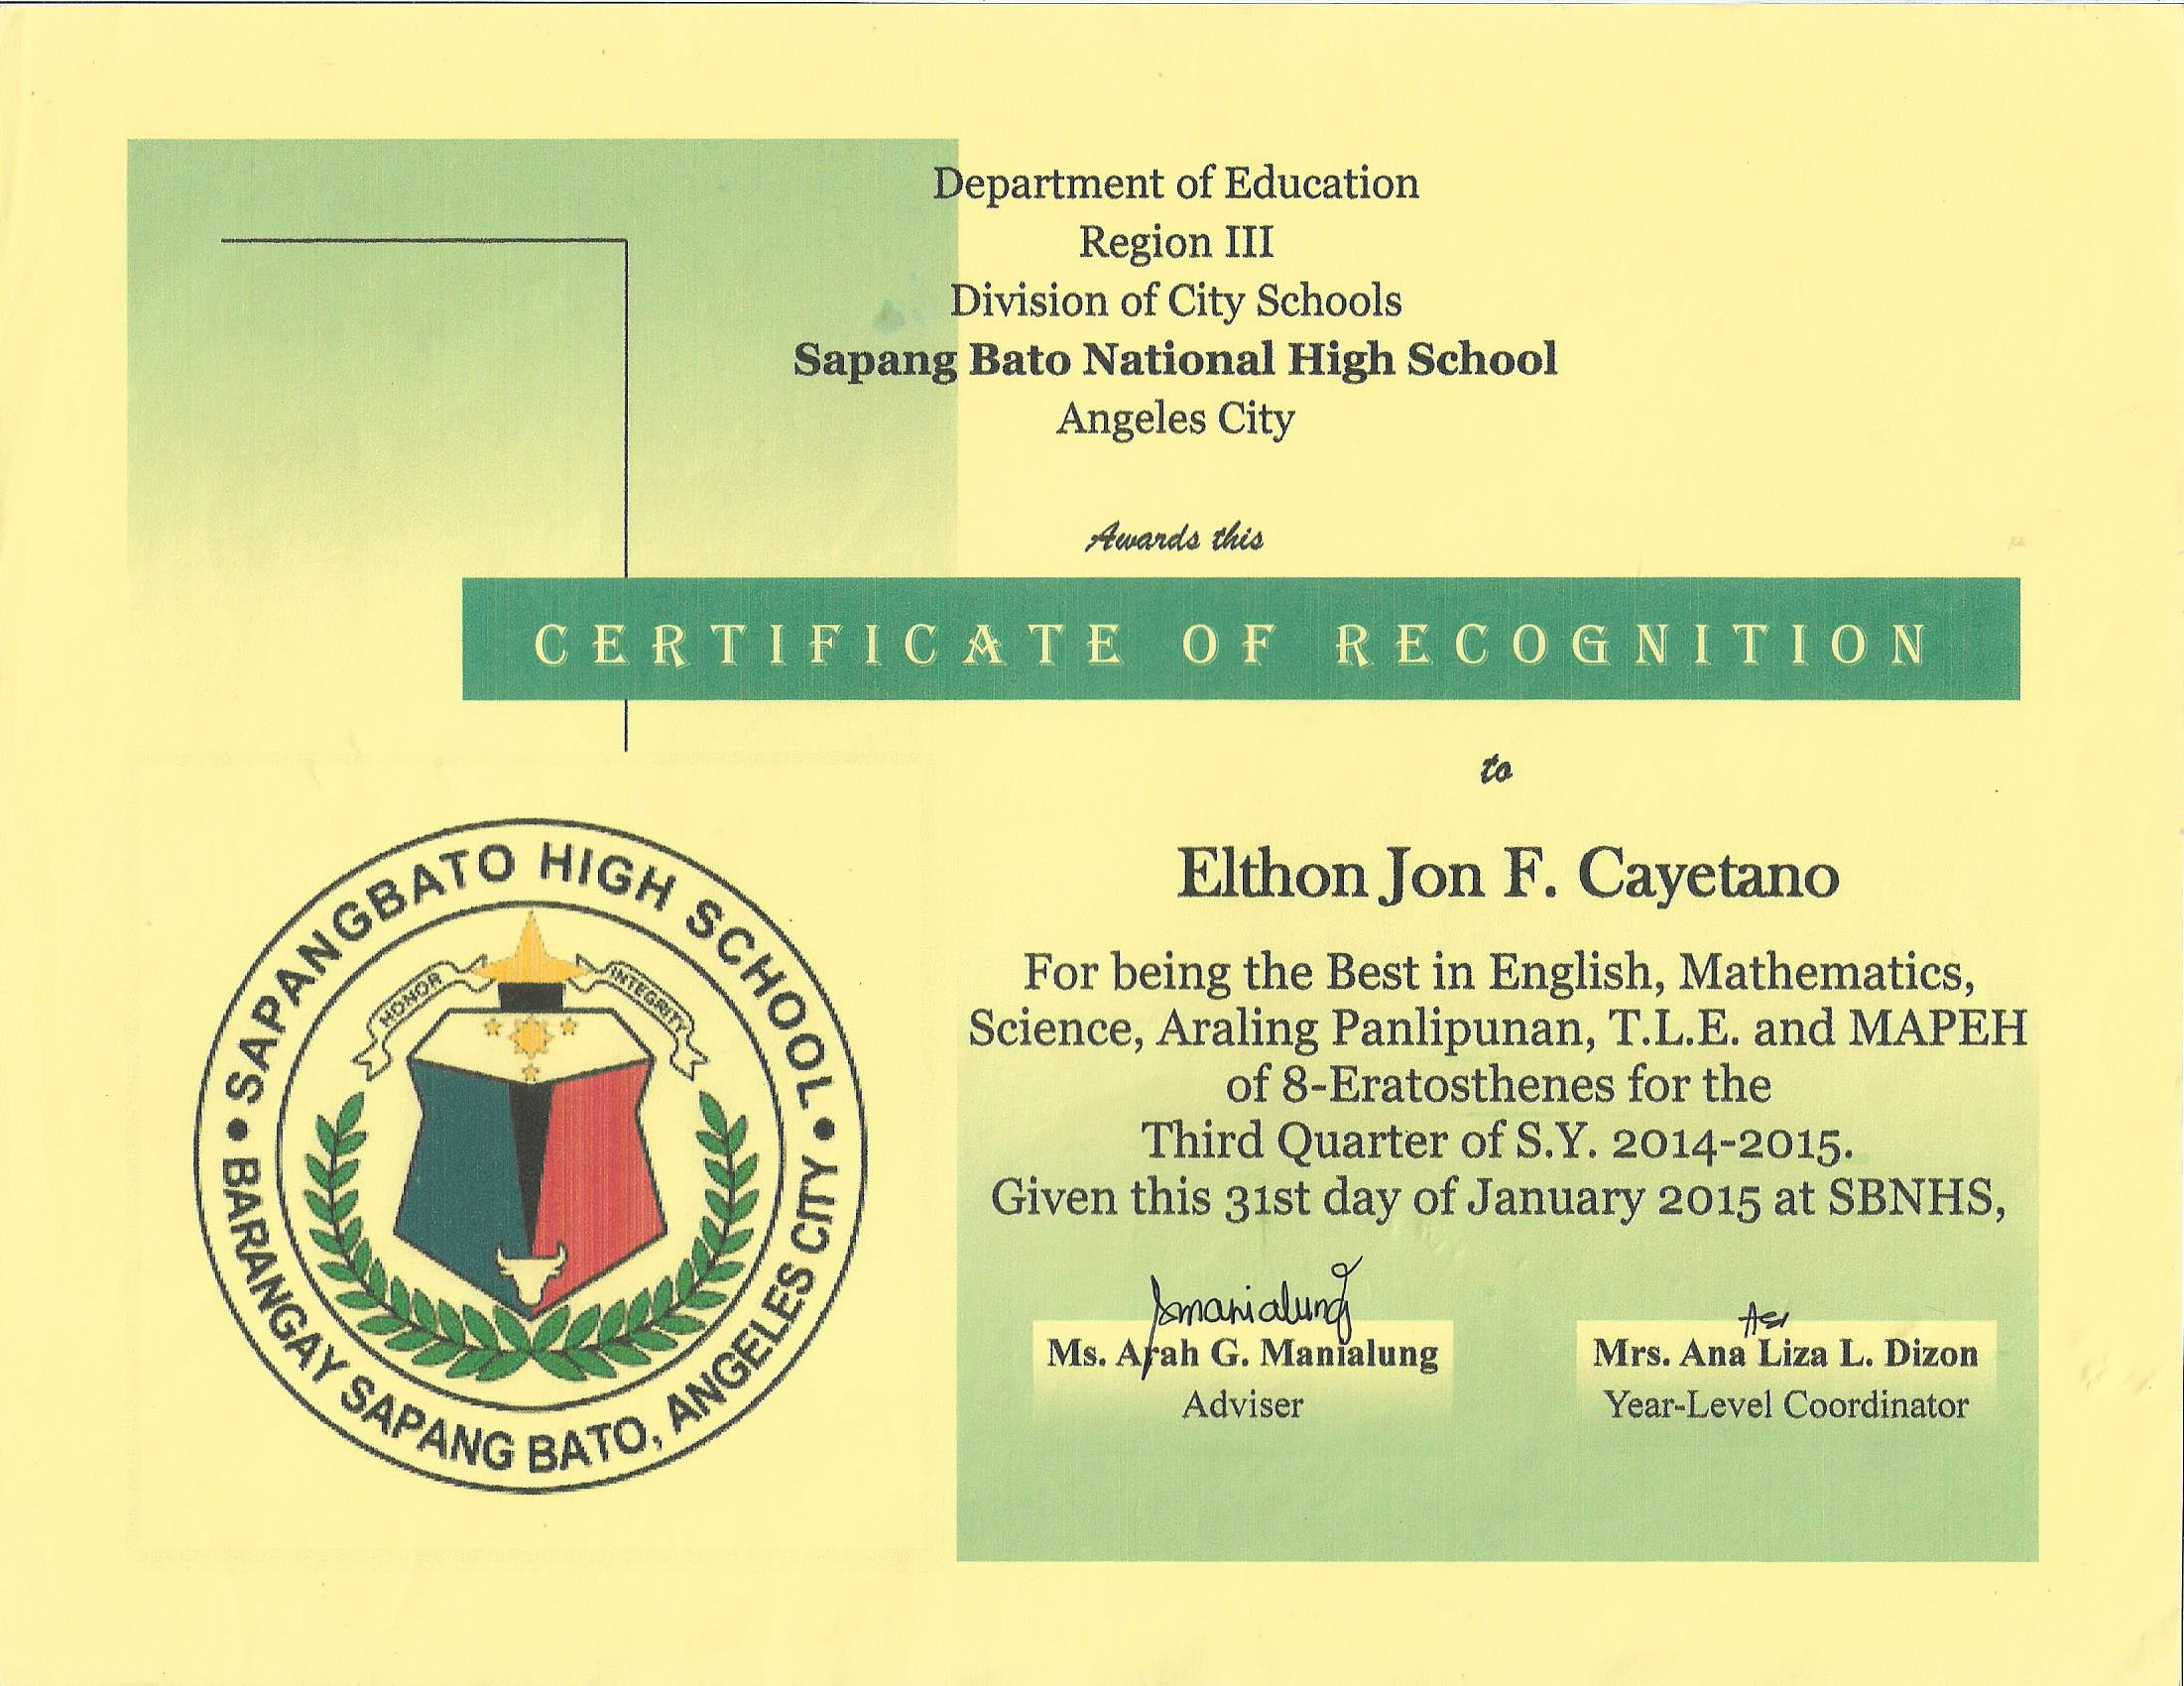 Department of Education
Region III
Division of City Schools
Sapang Bato National High School
Angeles City
Awards this
CERTIFICATE OF RECOGNITION
to
Elthon Jon F. Cayetano
For being the Best in English, Mathematics,
Science, Araling Panlipunan, T.L.E. and MAPEH
of 8-Eratosthenes for the
Third Quarter of S.Y. 2014-2015.
Given this 31st day of January 2015 at SBNHS,
Ms. Arah G. Manialung
Adviser
Mrs. Ana Liza L. Dizon
Year-Level Coordinator
SAPANGBATO HIGH SCHOOL
HONOR
INTEGRITY
BARANGAY SAPANG BATO, ANGELES CITY